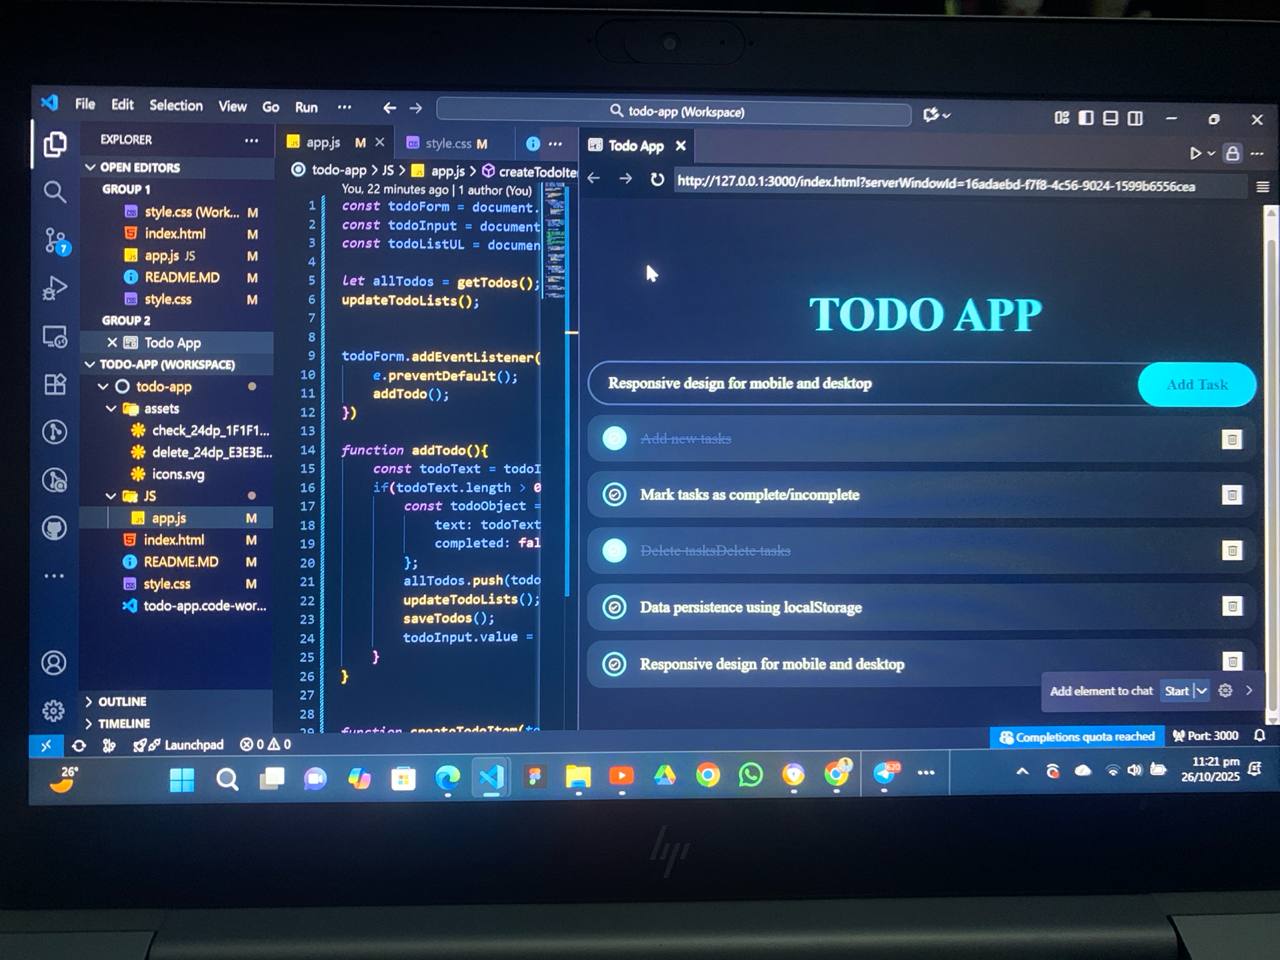 File Edit Selection View Go Run ···
todo-app (Workspace)
EXPLORER ···
OPEN EDITORS
GROUP 1
style.css (Work... M
index.html M
app.js JS M
README.MD M
style.css M
GROUP 2
Todo App
TODO-APP (WORKSPACE)
todo-app
assets
check_24dp_1F1F1...
delete_24dp_E3E3E...
icons.svg
JS
app.js M
index.html M
README.MD M
style.css M
todo-app.code-wor...
OUTLINE
TIMELINE
7
app.js M
style.css M
···
todo-app > JS > app.js > createTodoIte
You, 22 minutes ago | 1 author (You)
1 const todoForm = document.
2 const todoInput = document
3 const todoListUL = documen
4
5 let allTodos = getTodos();
6 updateTodoLists();
7
8
9 todoForm.addEventListener(
10 e.preventDefault();
11 addTodo();
12 })
13
14 function addTodo(){
15 const todoText = todoI
16 if(todoText.length > 0
17 const todoObject =
18 text: todoText
19 completed: fal
20 };
21 allTodos.push(todo
22 updateTodoLists();
23 saveTodos();
24 todoInput.value =
25 }
26 }
27
28
Todo App
http://127.0.0.1:3000/index.html?serverWindowId=16adaebd-f7f8-4c56-9024-1599b6556cea
TODO APP
Responsive design for mobile and desktop
Add Task
Add new tasks
Mark tasks as complete/incomplete
Delete tasksDelete tasks
Data persistence using localStorage
Responsive design for mobile and desktop
Add element to chat Start
Launchpad 0 0
Completions quota reached Port: 3000
26°
11:21 pm
26/10/2025
hp